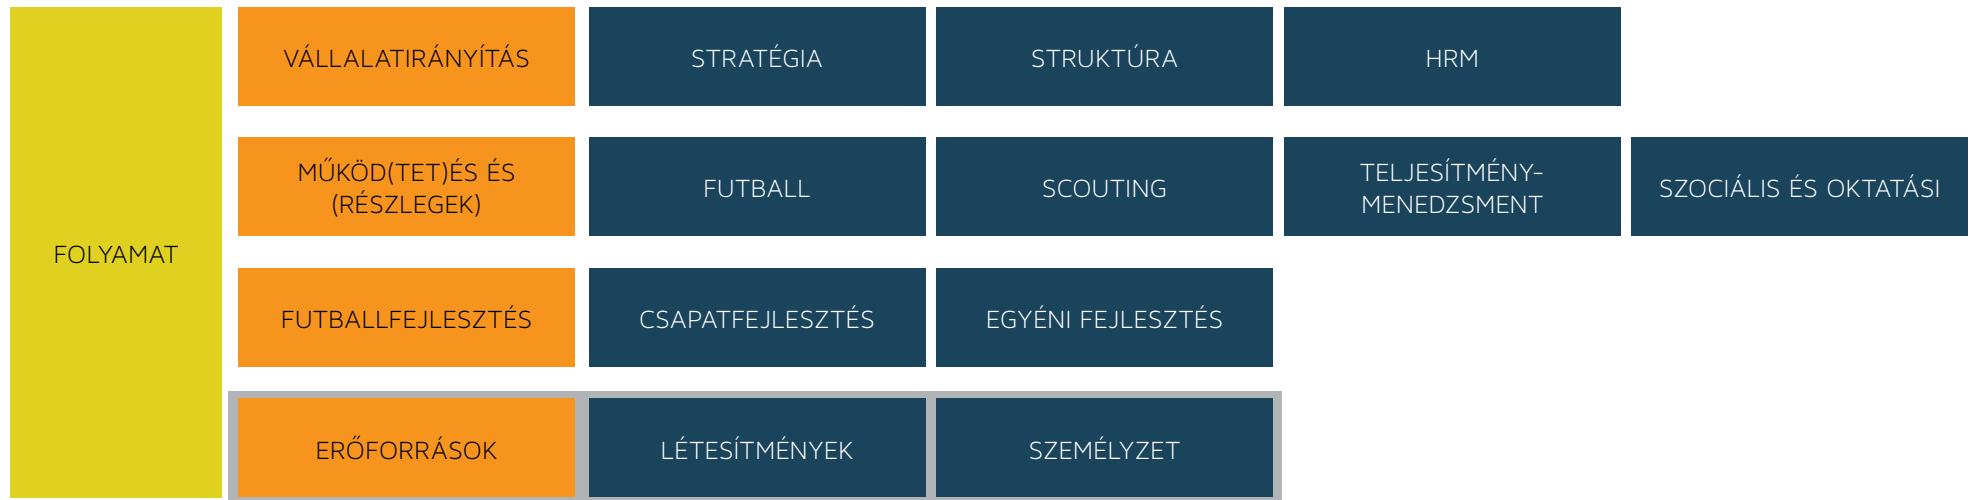 FOLYAMAT
VÁLLALATIRÁNYÍTÁS
STRATÉGIA
STRUKTÚRA
HRM
MŰKÖD(TET)ÉS ÉS
(RÉSZLEGEK)
FUTBALL
SCOUTING
TELJESÍTMÉNY-
MENEDZSMENT
SZOCIÁLIS ÉS OKTATÁSI
FUTBALLFEJLESZTÉS
CSAPATFEJLESZTÉS
EGYÉNI FEJLESZTÉS
ERŐFORRÁSOK
LÉTESÍTMÉNYEK
SZEMÉLYZET